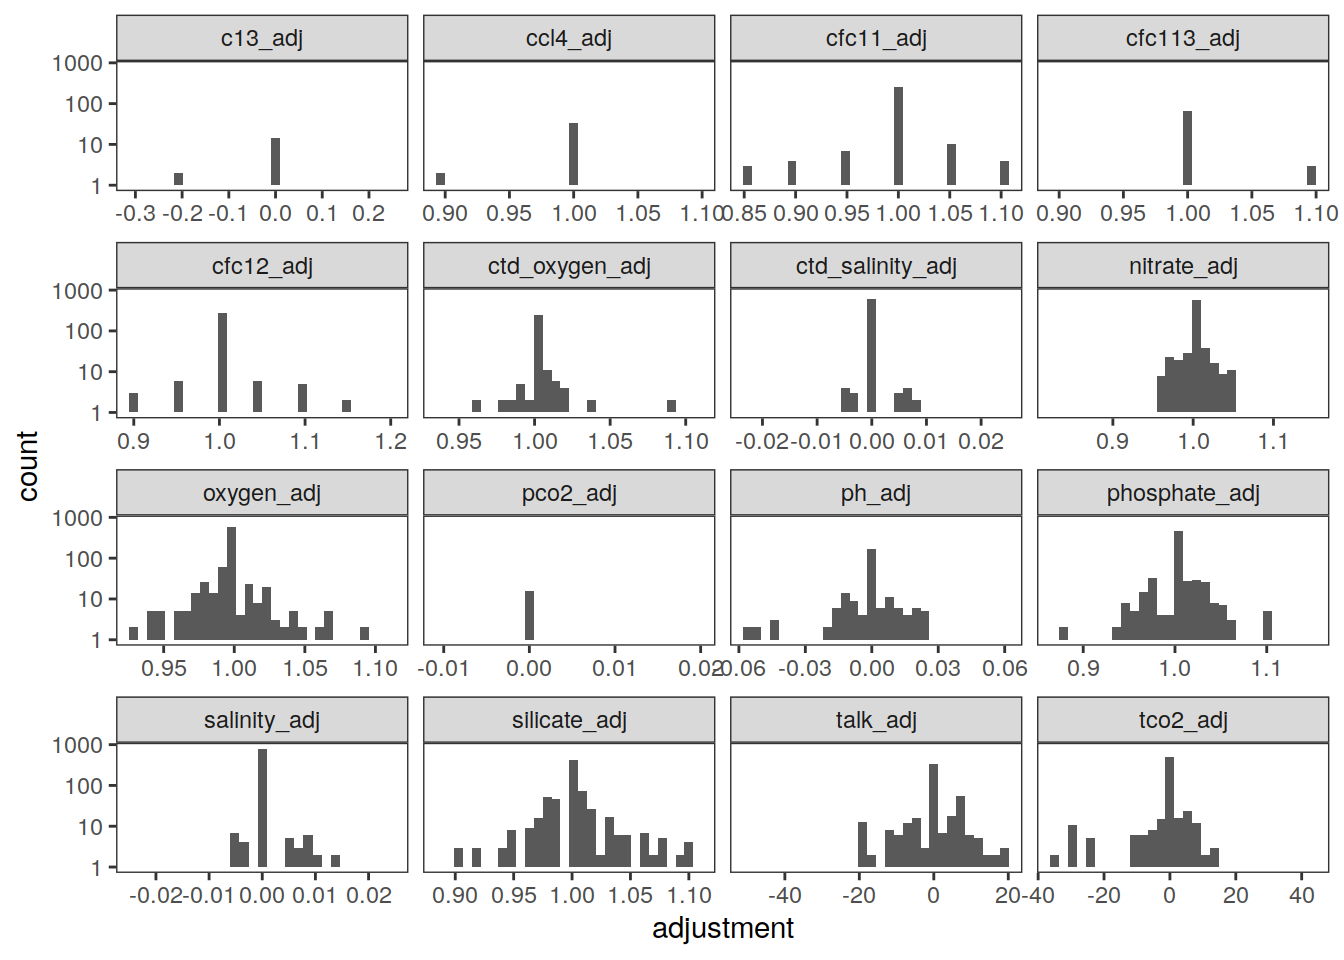 c13_adj ccl4_adj cfc11_adj cfc113_adj
1000
100
10
1
-0.3 -0.2 -0.1 0.0 0.1 0.2 0.90 0.95 1.00 1.05 1.10 0.85 0.90 0.95 1.00 1.05 1.10 0.90 0.95 1.00 1.05 1.10
cfc12_adj ctd_oxygen_adj ctd_salinity_adj nitrate_adj
1000
100
10
1
0.9 1.0 1.1 1.2 0.95 1.00 1.05 1.10 -0.02 -0.01 0.00 0.01 0.02 0.9 1.0 1.1
count
oxygen_adj pco2_adj ph_adj phosphate_adj
1000
100
10
1
0.95 1.00 1.05 1.10 -0.01 0.00 0.01 0.02 -0.06 -0.03 0.00 0.03 0.06 0.9 1.0 1.1
salinity_adj silicate_adj talk_adj tco2_adj
1000
100
10
1
-0.02 -0.01 0.00 0.01 0.02 0.90 0.95 1.00 1.05 1.10 -40 -20 0 20 -40 -20 0 20 40
adjustment